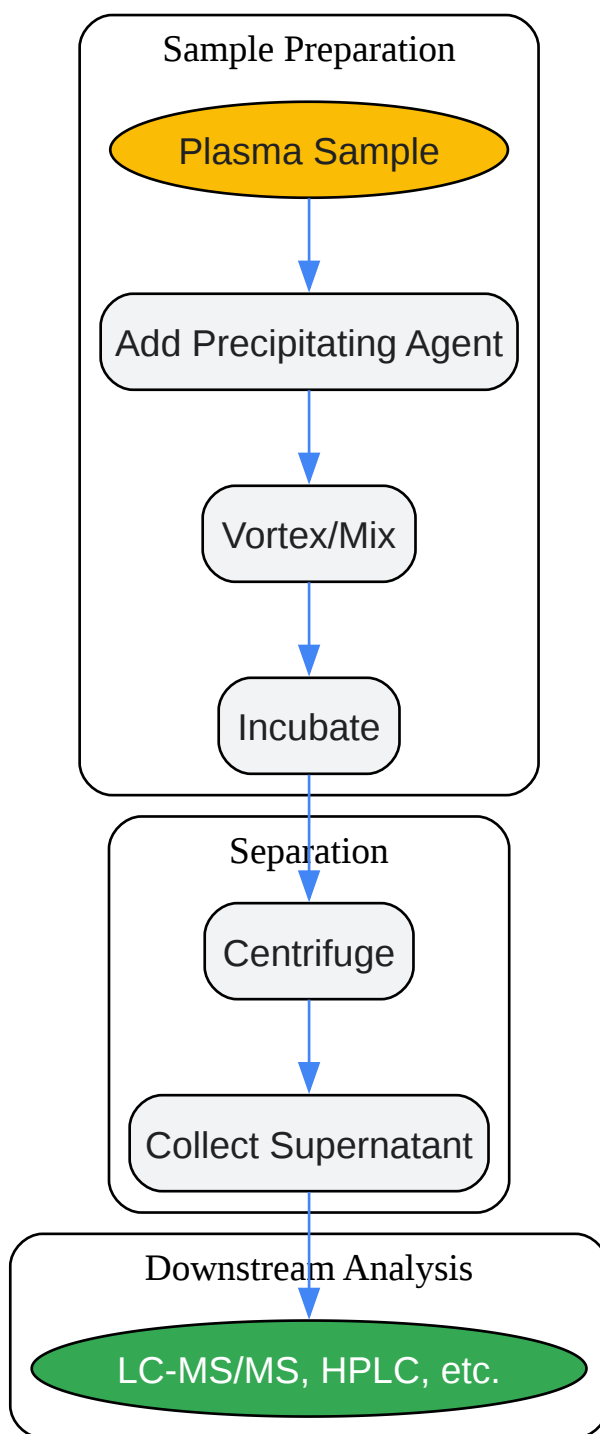 Sample Preparation
Plasma Sample
Add Precipitating Agent
Vortex/Mix
Incubate
Separation
Centrifuge
Collect Supernatant
Downstream Analysis
LC-MS/MS, HPLC, etc.